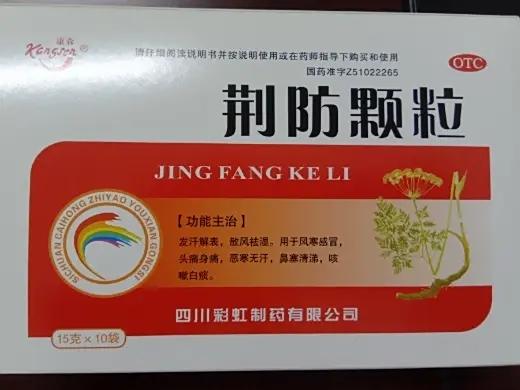 康森
Kangsen
请仔细阅读说明书并按说明使用或在药师指导下购买和使用
国药准字Z51022265
OTC
荆防颗粒
JING FANG KE LI
SICHUAN CAIHONG ZHIYAO YOUXIAN GONGSI
【功能主治】
发汗解表，散风祛湿。用于风寒感冒，
头痛身痛，恶寒无汗，鼻塞清涕，咳
嗽白痰。
四川彩虹制药有限公司
15克×10袋